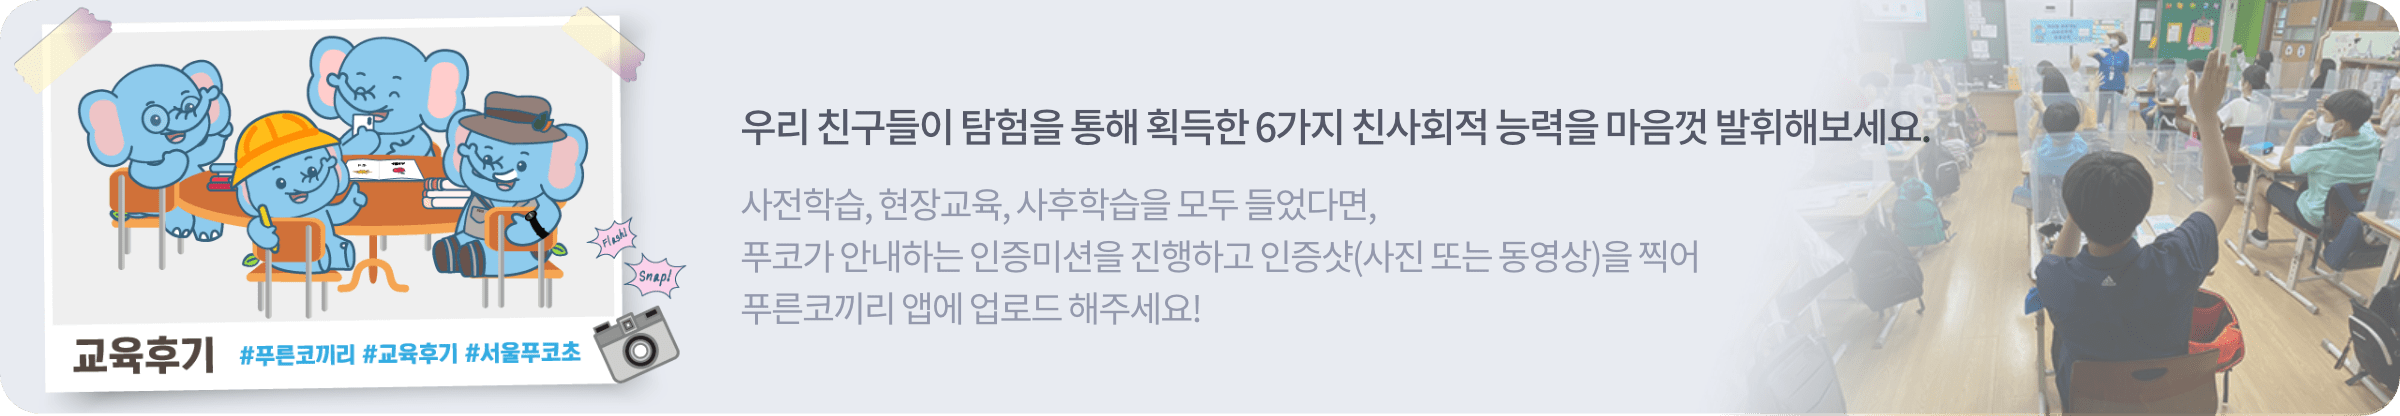 우리 친구들이 탐험을 통해 획득한 6가지 친사회적 능력을 마음껏 발휘해보세요.
사전학습, 현장교육, 사후학습을 모두 들었다면,
푸코가 안내하는 인증미션을 진행하고 인증샷(사진 또는 동영상)을 찍어
푸른코끼리 앱에 업로드 해주세요!
Flash!
Snap!
교육후기 #푸른코끼리 #교육후기 #서울푸코초